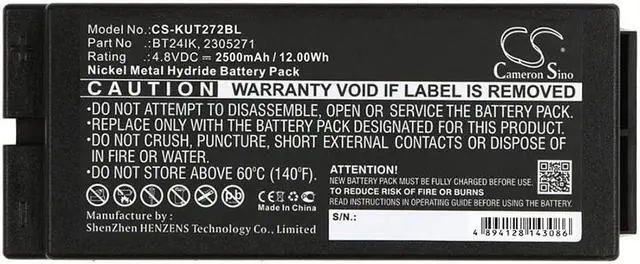 Model No: CS-KUT272BL
Part No : BT24IK, 2305271
Rating : 4.8VDC ⎓ 2500mAh / 12.00Wh
Nickel Metal Hydride Battery Pack
CS
Cameron Sino
CAUTION! WARRANTY VOID IF LABEL IS REMOVED
•DO NOT ATTEMPT TO DISASSEMBLE, OPEN OR SERVICE THE BATTERY.
•REPLACE ONLY WITH THE BATTERY PACK DESIGNATED FOR THIS PRODUCT.
•DO NOT CRUSH, PUNCTURE, SHORT EXTERNAL CONTACTS OR DISPOSE OF
IN FIRE OR WATER.
•DO NOT STORE ABOVE 60°C (140°F).
ATTENTION!
NEW BATTERY PACK MUST BE FULLY CHARGED BEFORE USE.
TO REDUCE RISK OF FIRE OR INJURIES,
READ INSTRUCTIONS IN OPERATING BEFORE USING THE BATTERY.
Made in China
Manufacturer:
ShenZhen HENZENS Technology Co., Limited.
S/N.:
4 894128 143086